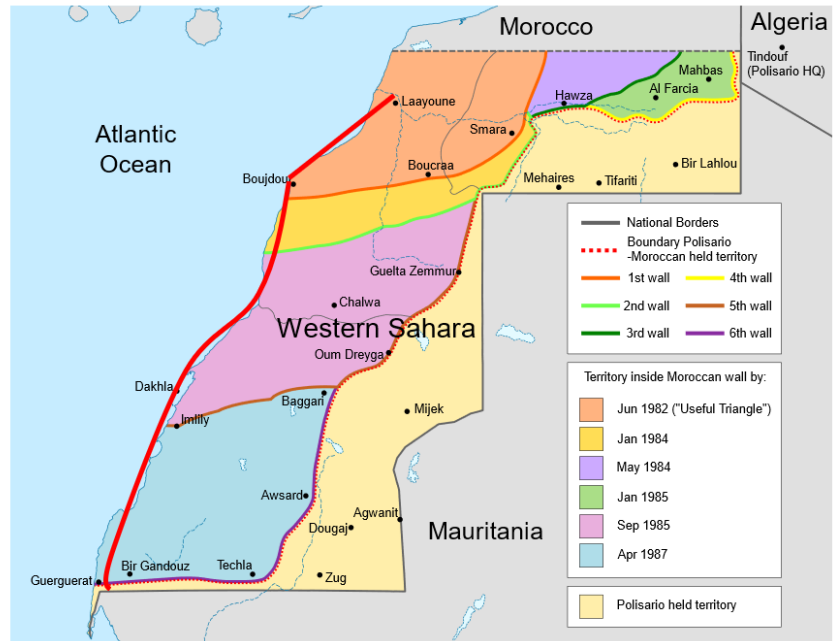 Morocco
Algeria
Tindouf
(Polisario HQ)
Mahbas
Al Farcia
Hawza
Laayoune
Smara
Atlantic
Ocean
Boucraa
Bir Lahlou
Boujdour
Mehaires
Tifariti
Guelta Zemmur
Chalwa
Western Sahara
Oum Dreyga
Dakhla
Baggari
Imlily
Mijek
Awsard
Agwanit
Dougaj
Mauritania
Bir Gandouz
Techla
Zug
Guerguerat
National Borders
Boundary Polisario
-Moroccan held territory
1st wall
4th wall
2nd wall
5th wall
3rd wall
6th wall
Territory inside Moroccan wall by:
Jun 1982 ("Useful Triangle")
Jan 1984
May 1984
Jan 1985
Sep 1985
Apr 1987
Polisario held territory